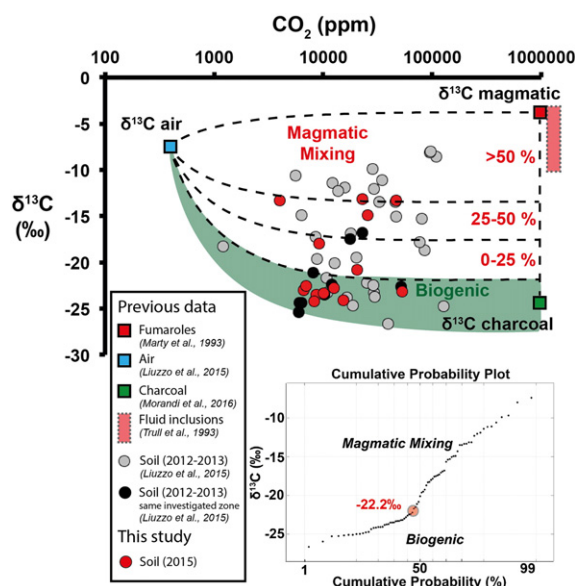 CO2 (ppm)
100 1000 10000 100000 1000000
0
-5
-10
-15
-20
-25
-30
δ13C
(‰)
δ13C magmatic
δ13C air
Magmatic
Mixing
>50 %
25-50 %
0-25 %
Biogenic
δ13C charcoal
Previous data
Fumaroles
(Marty et al., 1993)
Air
(Liuzzo et al., 2015)
Charcoal
(Morandi et al., 2016)
Fluid inclusions
(Trull et al., 1993)
Soil (2012-2013)
(Liuzzo et al., 2015)
Soil (2012-2013)
same investigated zone
(Liuzzo et al., 2015)
This study
Soil (2015)
Cumulative Probability Plot
-10
-15
-20
-25
δ13C (‰)
Magmatic Mixing
-22.2‰
Biogenic
1 50 99
Cumulative Probability (%)